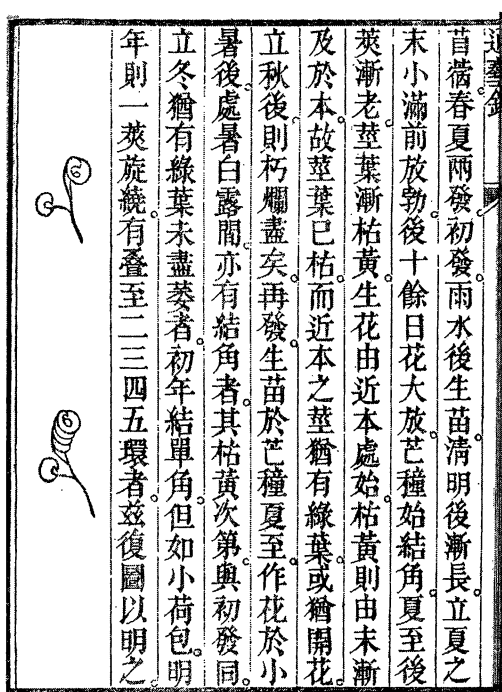 苜蓿春夏兩發初發雨水後生苗淸明後漸長立夏之
末小滿前放勃後十餘日花大放芒種始結角夏至後
莢漸老莖葉漸枯黃生花由近本處始枯黃則由末漸
及於本故莖葉已枯而近本之莖猶有綠葉或猶開花
立秋後則朽爛盡矣再發生苗於芒種夏至作花於小
暑後處暑白露間亦有結角者其枯黃次第與初發同
立冬猶有綠葉未盡萎者初年結單角但如小荷包明
年則一莢旋繞有叠至二三四五環者茲復圖以明之